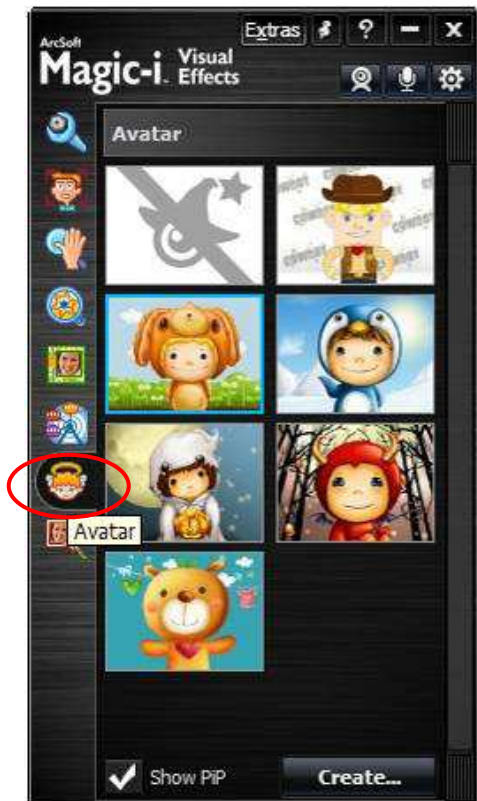 Extras ? – x
ArcSoft
Magic-i. Visual Effects
Avatar
Avatar
Show PiP
Create...